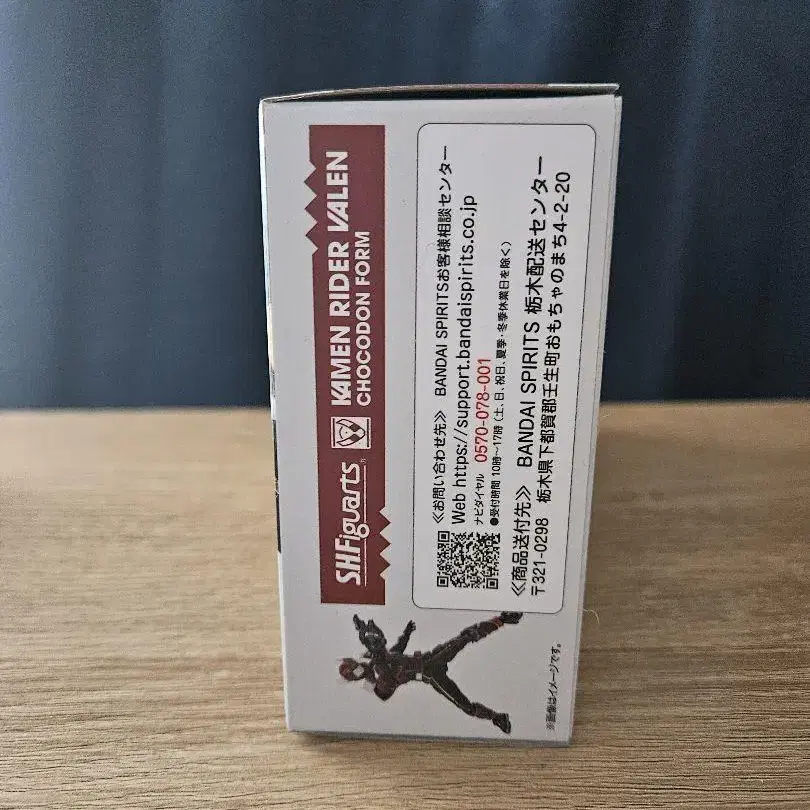 S.H.Figuarts
KAMEN RIDER VALEN
CHOCODON FORM
≪お問い合わせ先≫ BANDAI SPIRITSお客様相談センター
Web https://support.bandaispirits.co.jp
ナビダイヤル 0570-078-001
●受付時間 10時〜17時(土、日、祝日、夏季・冬季休業日を除く)
≪商品送付先≫ BANDAI SPIRITS 栃木配送センター
〒321-0298 栃木県下都賀郡壬生町おもちゃのまち4-2-20
※画像はイメージです。